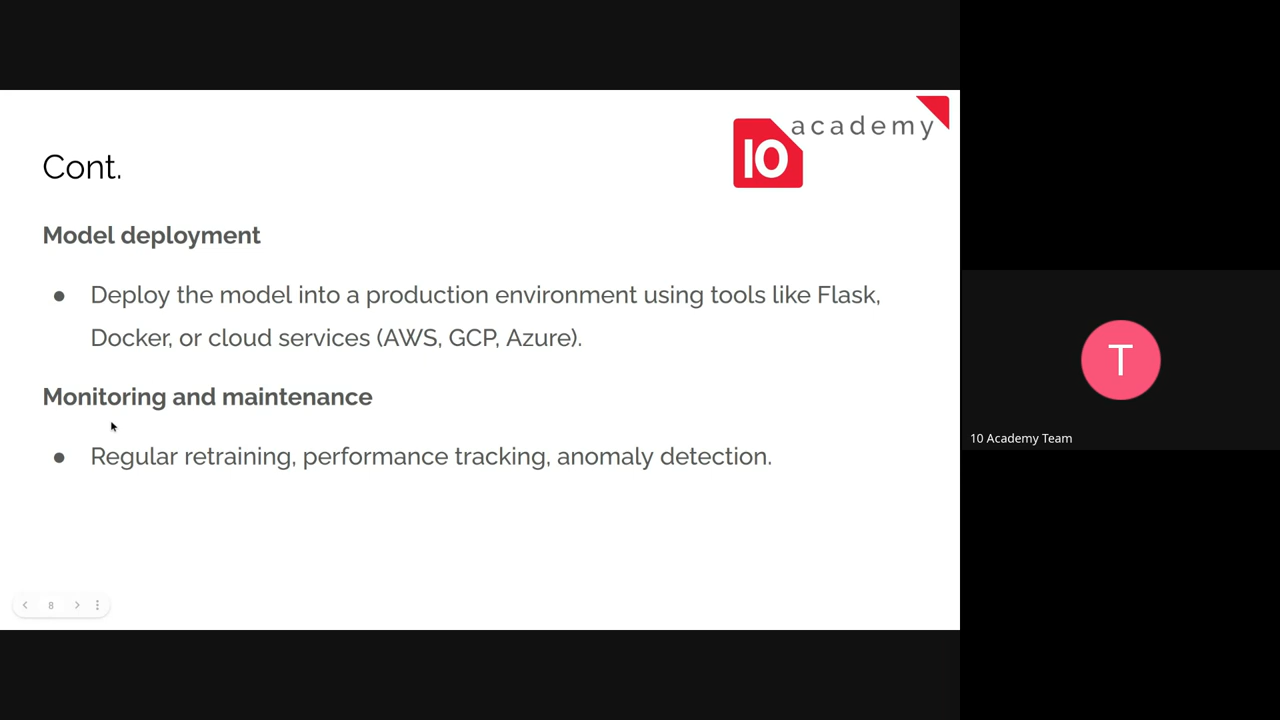 10 academy
Cont.
Model deployment
● Deploy the model into a production environment using tools like Flask,
Docker, or cloud services (AWS, GCP, Azure).
Monitoring and maintenance
● Regular retraining, performance tracking, anomaly detection.
8
T
10 Academy Team